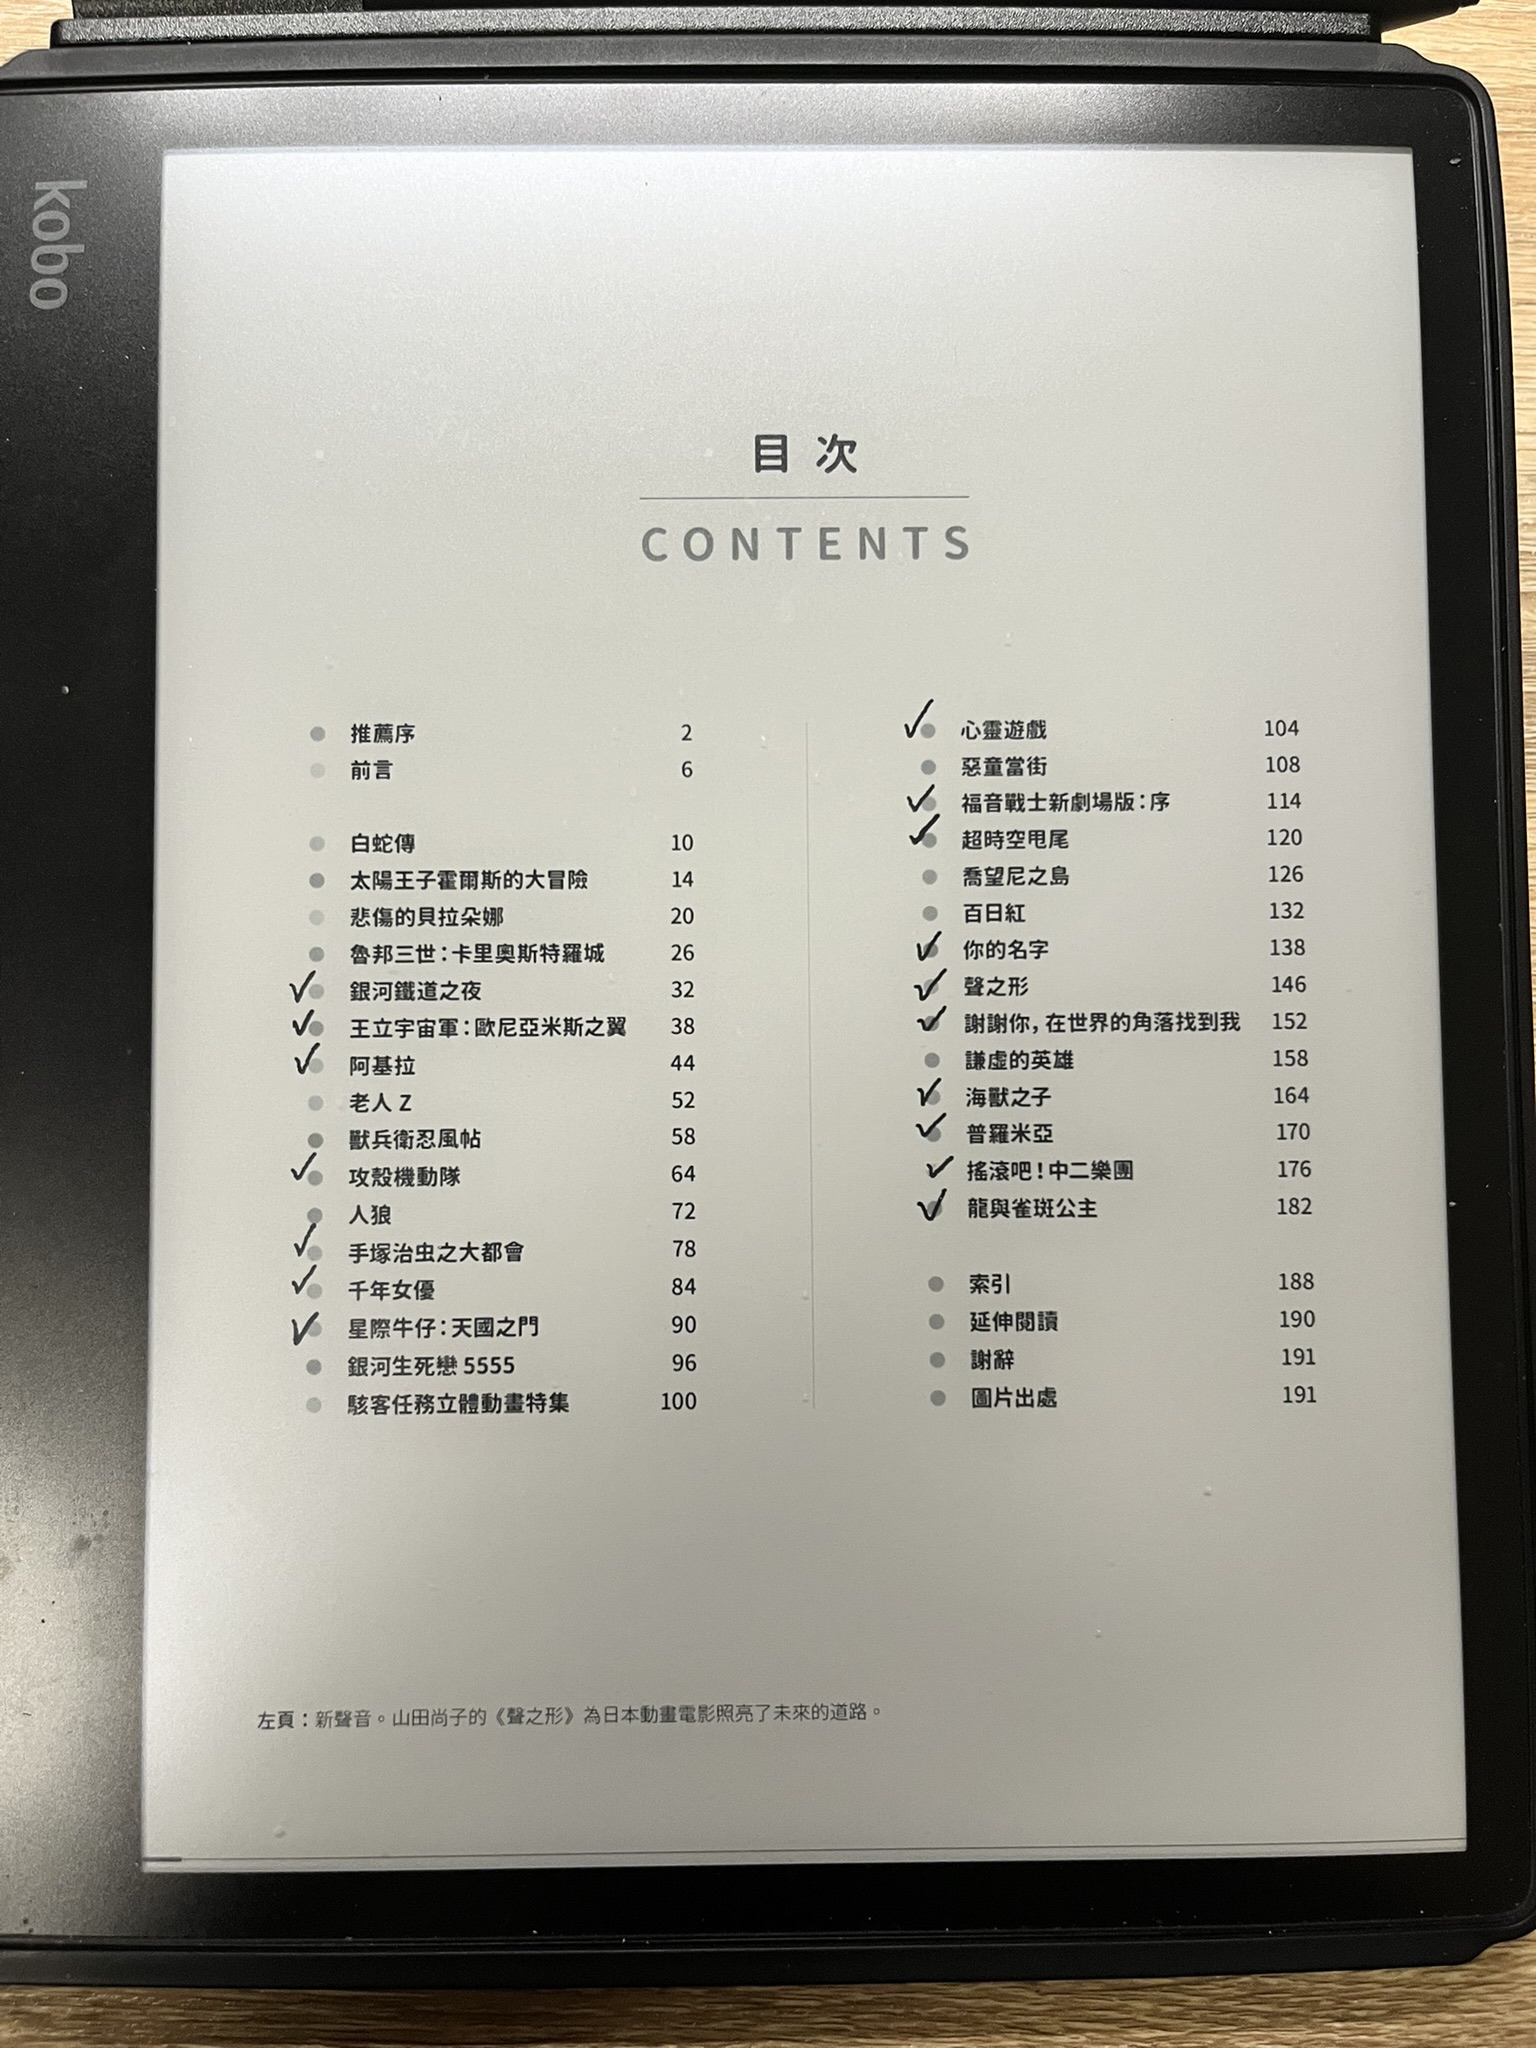 kobo
目次
CONTENTS
推薦序 2
前言 6
白蛇傳 10
太陽王子霍爾斯的大冒險 14
悲傷的貝拉朵娜 20
魯邦三世：卡里奧斯特羅城 26
銀河鐵道之夜 32
王立宇宙軍：歐尼亞米斯之翼 38
阿基拉 44
老人 Z 52
獸兵衛忍風帖 58
攻殼機動隊 64
人狼 72
手塚治虫之大都會 78
千年女優 84
星際牛仔：天國之門 90
銀河生死戀 5555 96
駭客任務立體動畫特集 100
心靈遊戲 104
惡童當街 108
福音戰士新劇場版：序 114
超時空甩尾 120
喬望尼之島 126
百日紅 132
你的名字 138
聲之形 146
謝謝你，在世界的角落找到我 152
謙虛的英雄 158
海獸之子 164
普羅米亞 170
搖滾吧！中二樂團 176
龍與雀斑公主 182
索引 188
延伸閱讀 190
謝辭 191
圖片出處 191
左頁：新聲音。山田尚子的《聲之形》為日本動畫電影照亮了未來的道路。